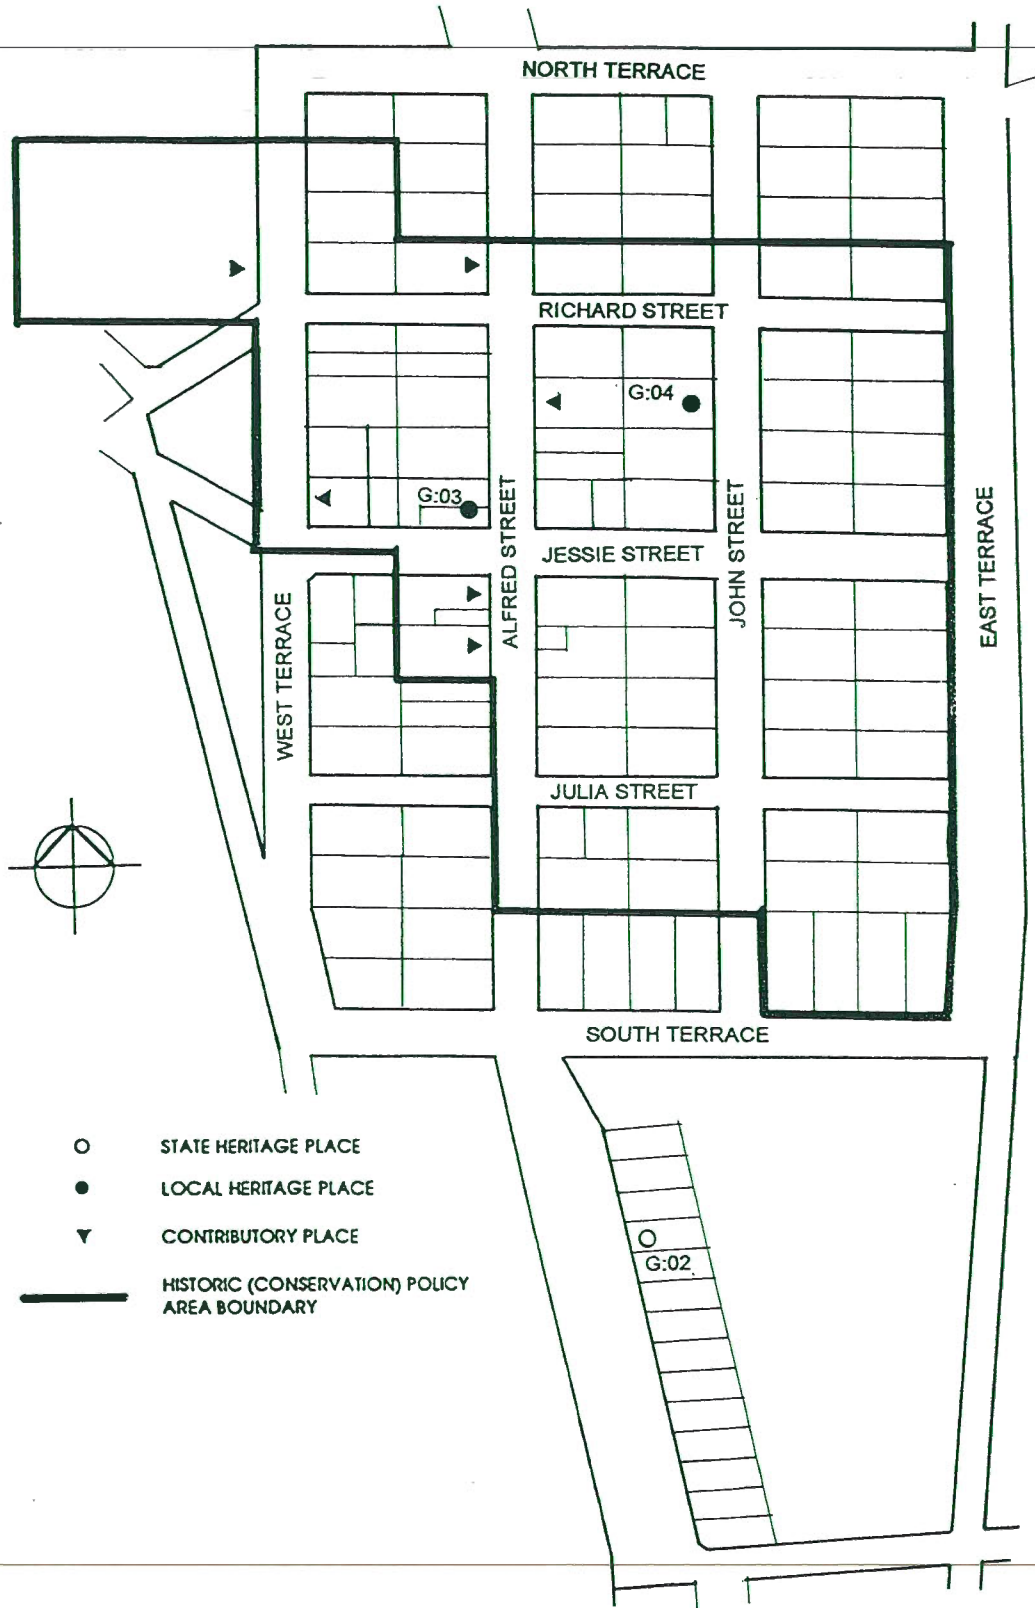 NORTH TERRACE
RICHARD STREET
G:04
G:03
ALFRED STREET
JOHN STREET
EAST TERRACE
JESSIE STREET
WEST TERRACE
JULIA STREET
SOUTH TERRACE
STATE HERITAGE PLACE
LOCAL HERITAGE PLACE
CONTRIBUTORY PLACE
HISTORIC (CONSERVATION) POLICY
AREA BOUNDARY
G:02